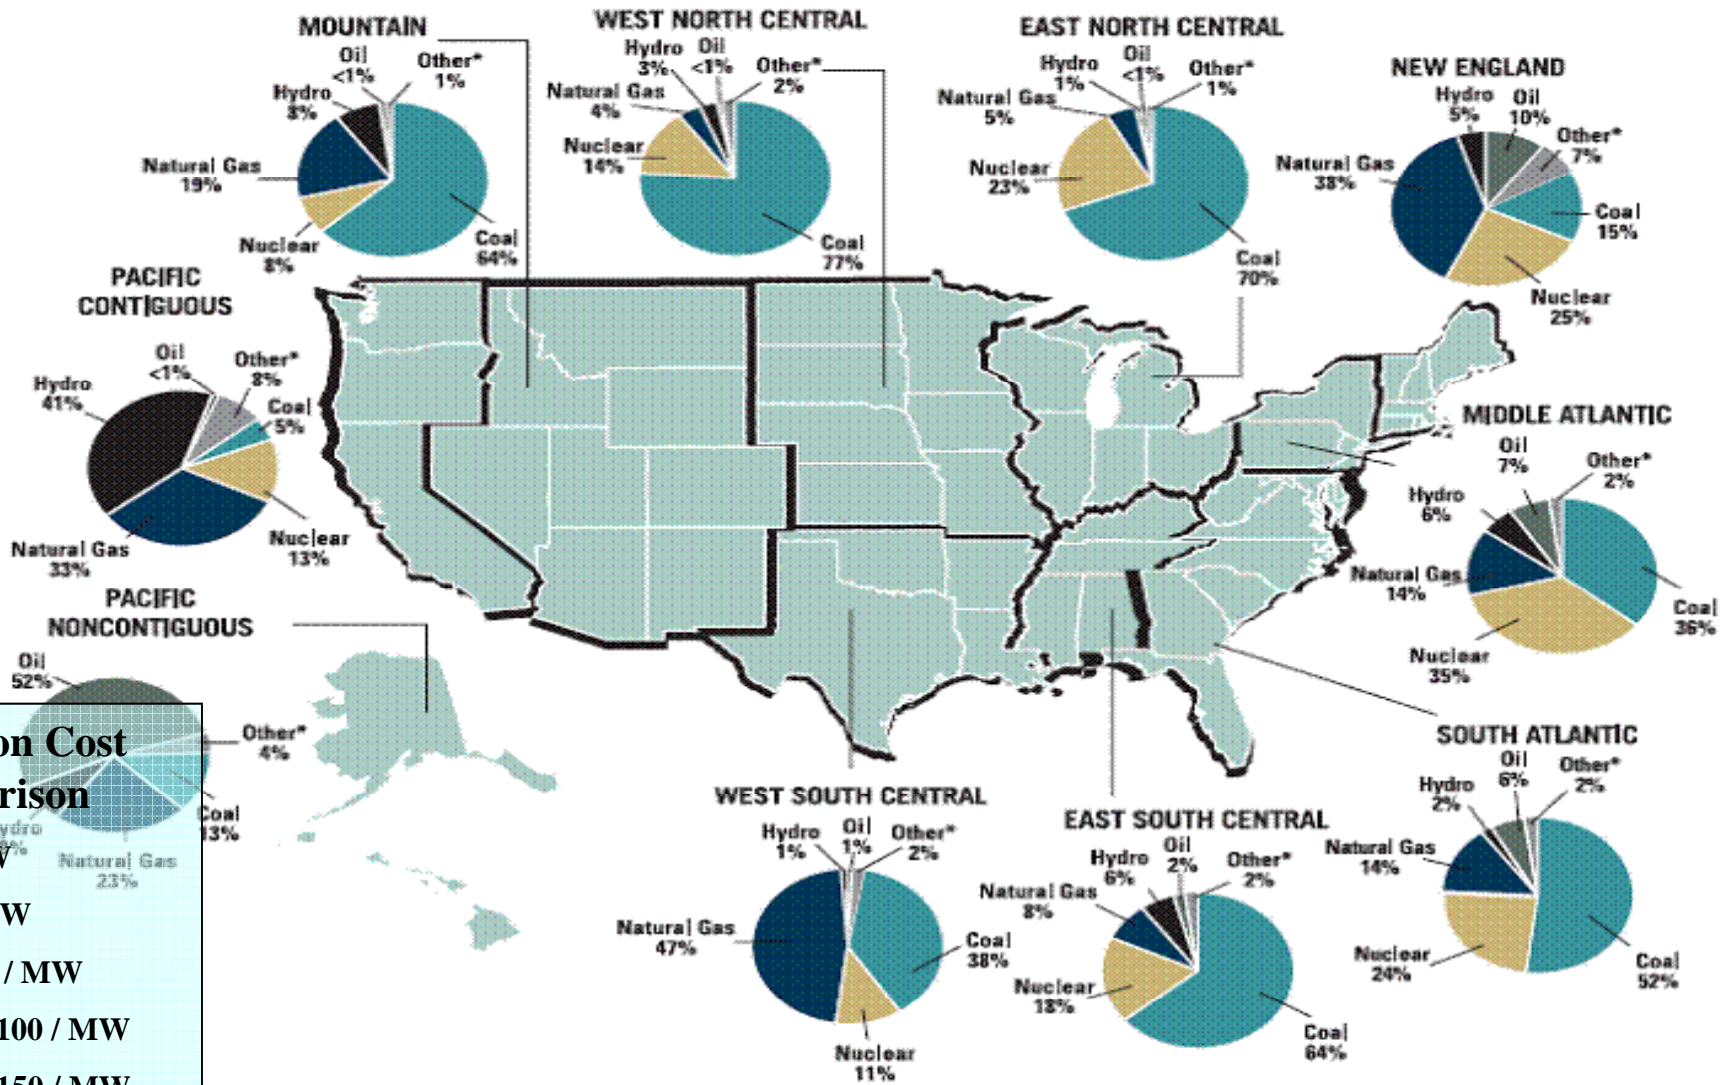 MOUNTAIN
Oil
<1%
Other*
1%
Hydro
8%
Natural Gas
19%
Nuclear
8%
Coal
64%
WEST NORTH CENTRAL
Hydro
3%
Oil
<1%
Other*
2%
Natural Gas
4%
Nuclear
14%
Coal
77%
EAST NORTH CENTRAL
Hydro
1%
Oil
<1%
Other*
1%
Natural Gas
5%
Nuclear
23%
Coal
70%
NEW ENGLAND
Hydro
5%
Oil
10%
Other*
7%
Natural Gas
38%
Coal
15%
Nuclear
25%
PACIFIC
CONTIGUOUS
Oil
<1%
Other*
8%
Hydro
41%
Coal
5%
Nuclear
13%
Natural Gas
33%
MIDDLE ATLANTIC
Oil
7%
Other*
2%
Hydro
6%
Natural Gas
14%
Coal
36%
Nuclear
35%
PACIFIC
NONCONTIGUOUS
Oil
52%
Other*
4%
Coal
13%
ydro
%
Natural Gas
23%
on Cost
rison
W
W
/ MW
100 / MW
150 / MW
WEST SOUTH CENTRAL
Hydro
1%
Oil
1%
Other*
2%
Natural Gas
47%
Coal
38%
Nuclear
11%
EAST SOUTH CENTRAL
Hydro
6%
Oil
2%
Other*
2%
Natural Gas
8%
Nuclear
18%
Coal
64%
SOUTH ATLANTIC
Oil
6%
Other*
2%
Hydro
2%
Natural Gas
14%
Nuclear
24%
Coal
52%